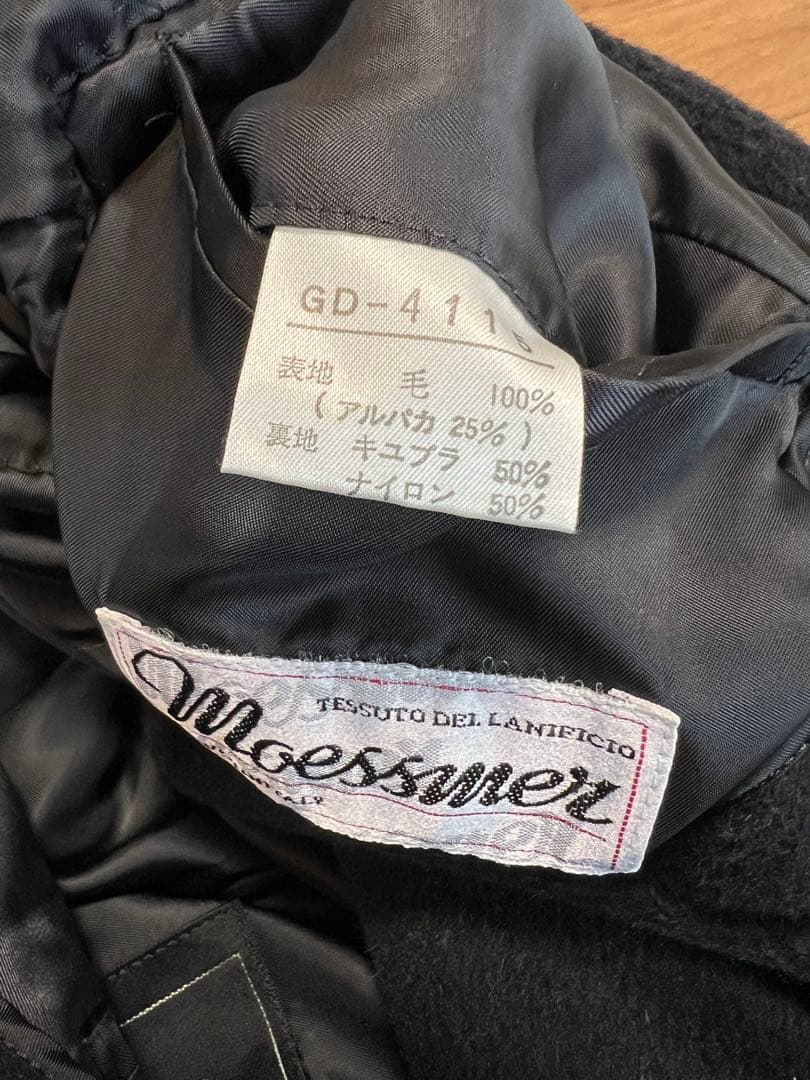 GD-4115
表地 毛 100%
(アルパカ 25%)
裏地 キユプラ 50%
ナイロン 50%
TESSUTO DEL LANIFICIO
Moessmer